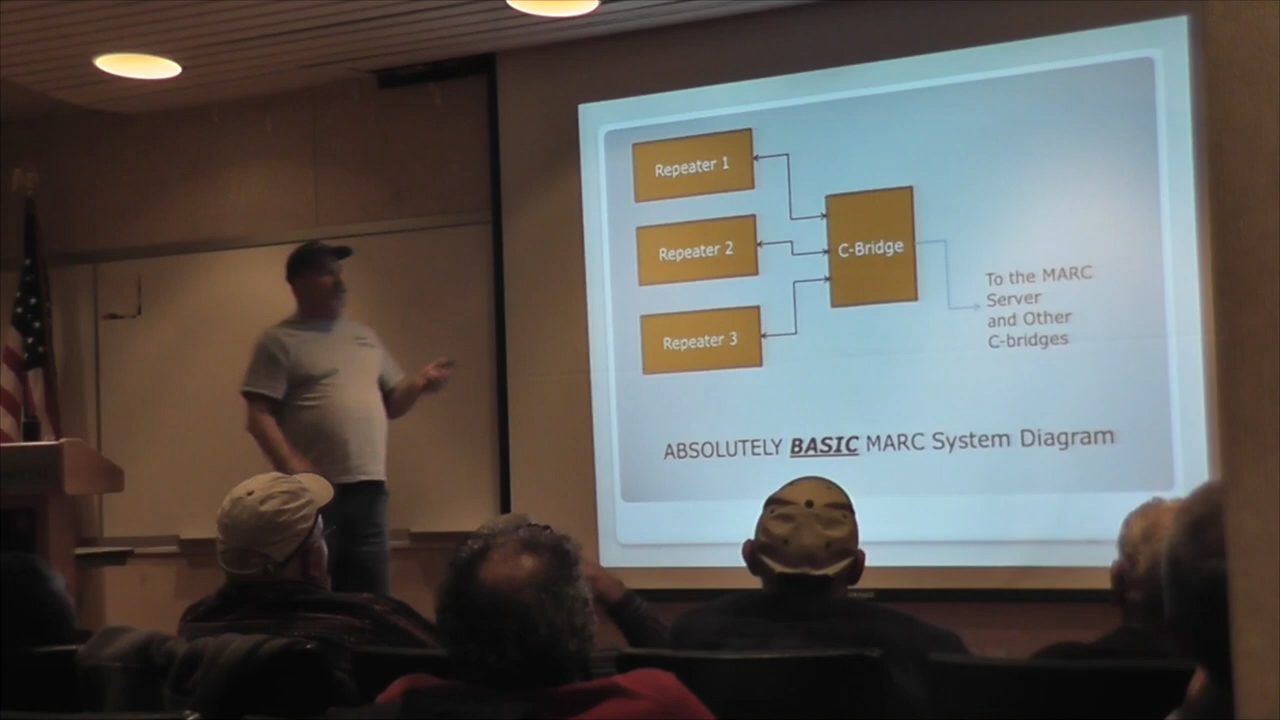 Repeater 1
Repeater 2
C-Bridge
Repeater 3
To the MARC
Server
and Other
C-bridges
ABSOLUTELY BASIC MARC System Diagram